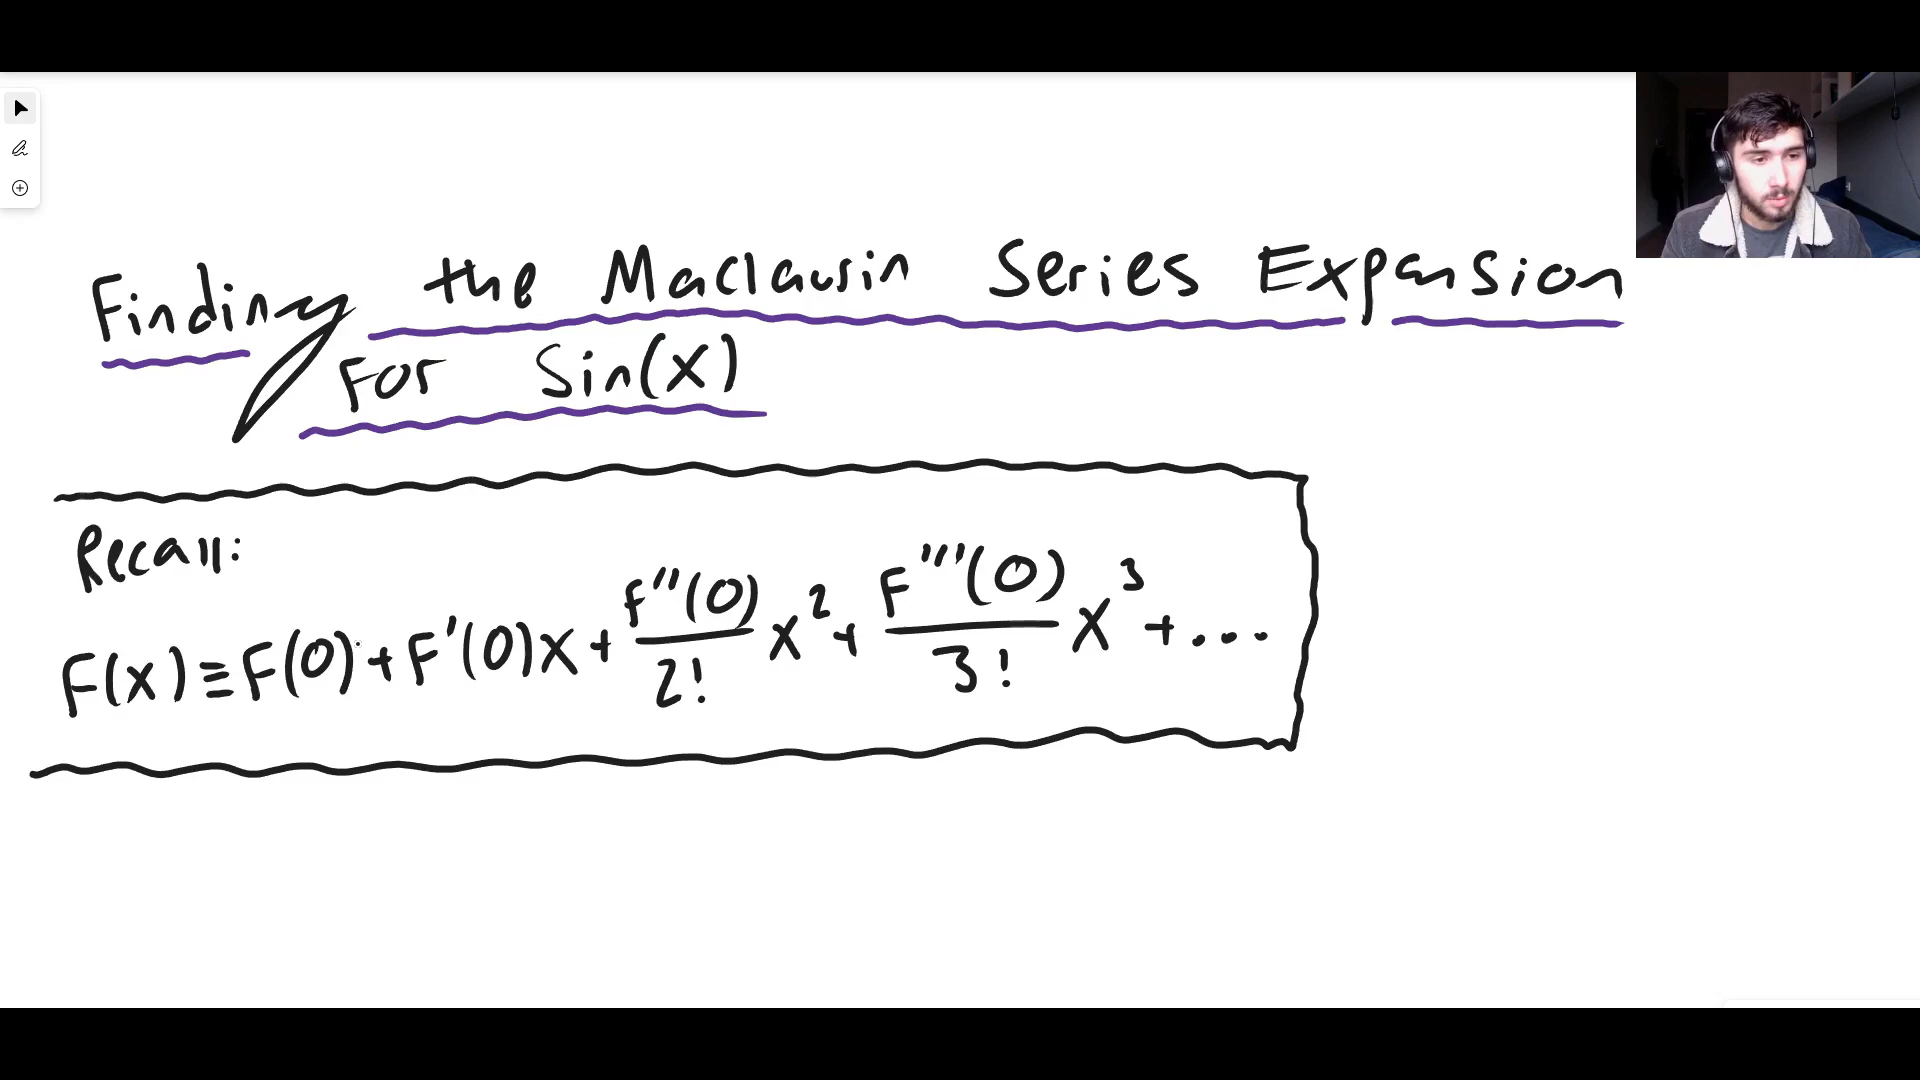 Finding the Maclaurin Series Expansion
For Sin(x)
Recall:
F(x)≡F(0)+F'(0)x+F''(0)/2! x²+F'''(0)/3! x³+...